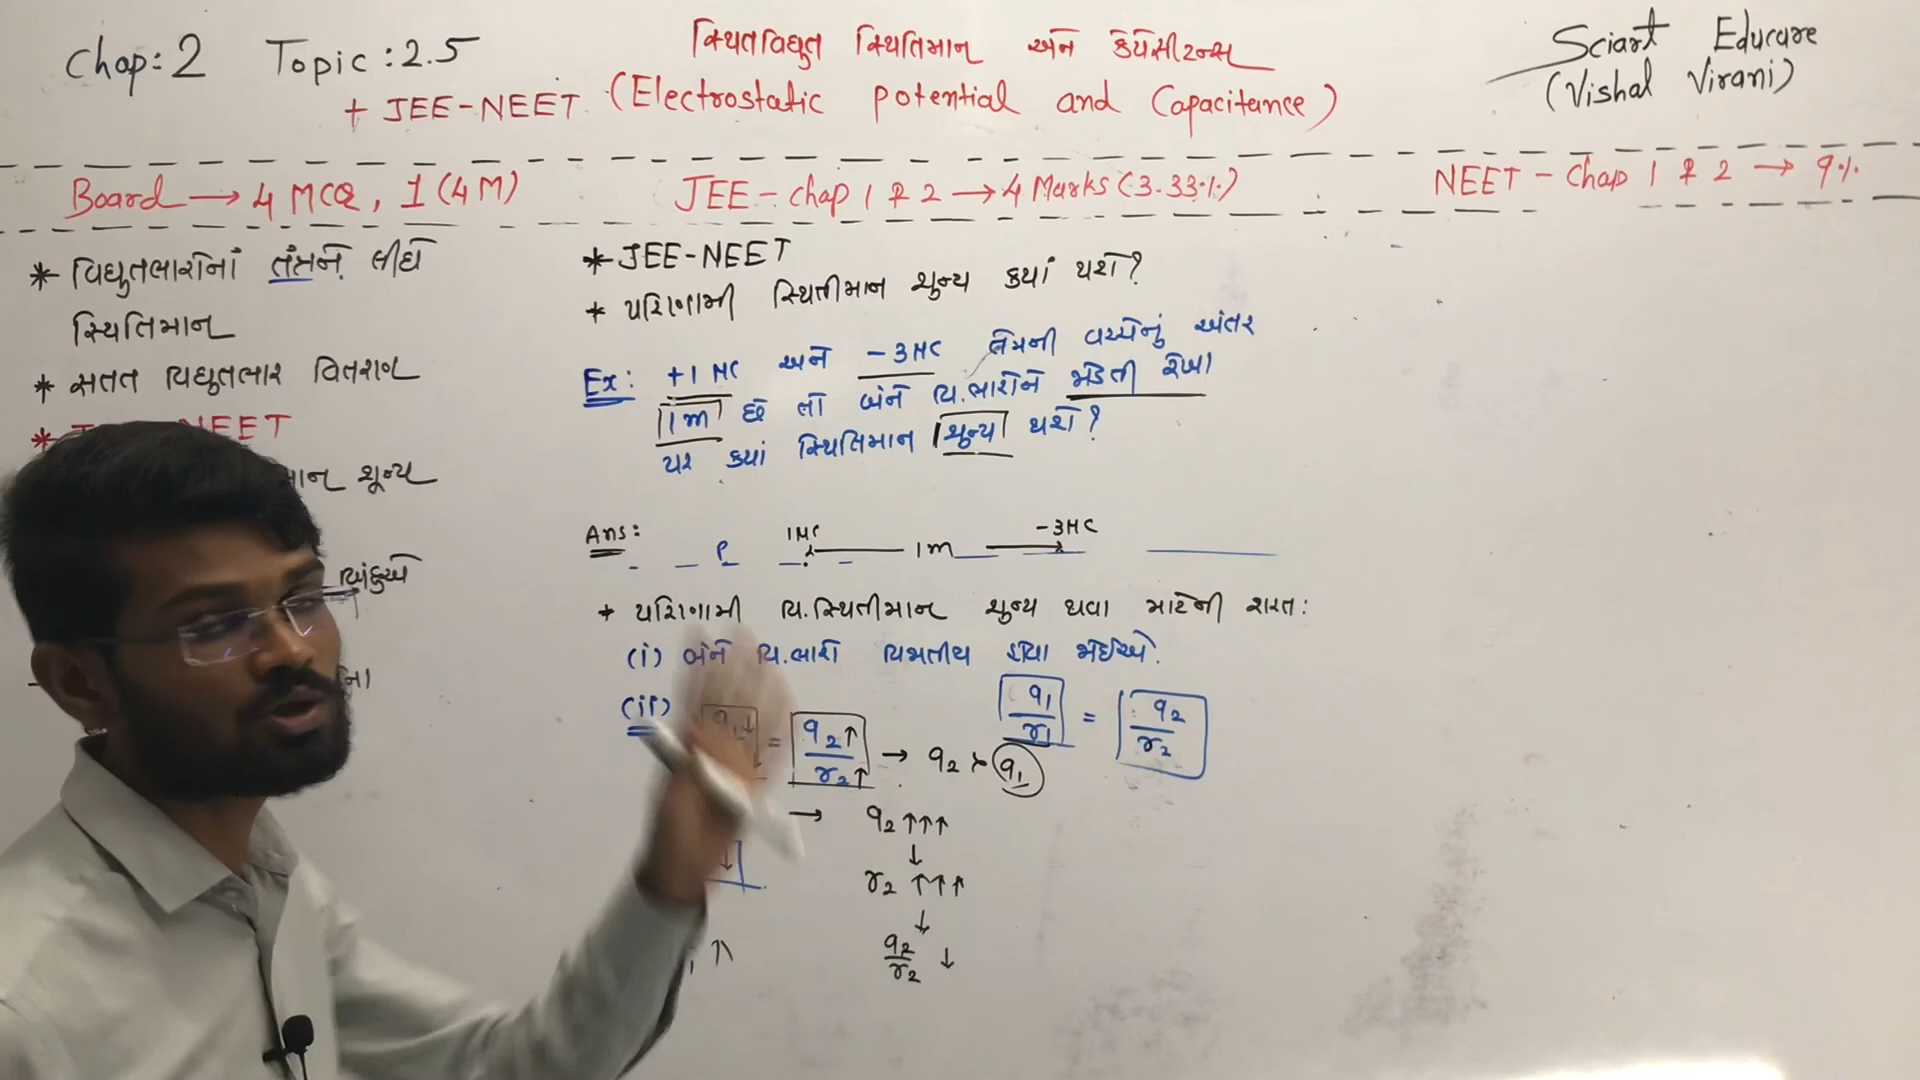 Chap: 2 Topic: 2.5
+ JEE-NEET
સ્થિતવિદ્યુત સ્થિતિમાન અને કેપેસીટન્સ
(Electrostatic potential and Capacitance)
Sciart Educare
(Vishal Virani)
Board → 4 MCQ, 1 (4 M)
JEE - chap 1 & 2 → 4 Marks (3.33%)
NEET - Chap 1 & 2 → 9%
* વિદ્યુતભારોનાં તંત્રને લીધે
સ્થિતિમાન
* સતત વિદ્યુતભાર વિતરણ
* NEET
માન શૂન્ય
બિંદુએ
* JEE-NEET
* પરિણામી સ્થિતીમાન શુન્ય ક્યાં થશે?
Ex: +1 μC અને -3 μC તેમની વચ્ચેનું અંતર
1 m છે તો બંને વિ.ભારોને જોડતી રેખા
પર ક્યાં સ્થિતિમાન શુન્ય થશે?
Ans: P 1μC 1m -3μC
* પરિણામી વિ.સ્થિતીમાન શુન્ય થવા માટેની શરત:
(i) બંને વિ.ભારો વિજાતીય હોવા જોઈએ.
(ii) q₁↓ = q₂↑/r₂↑ → q₂ > q₁
q₁/r₁ = q₂/r₂
→ q₂ ↑↑↑
↓
r₂ ↑↑↑
↓
q₂/r₂ ↓